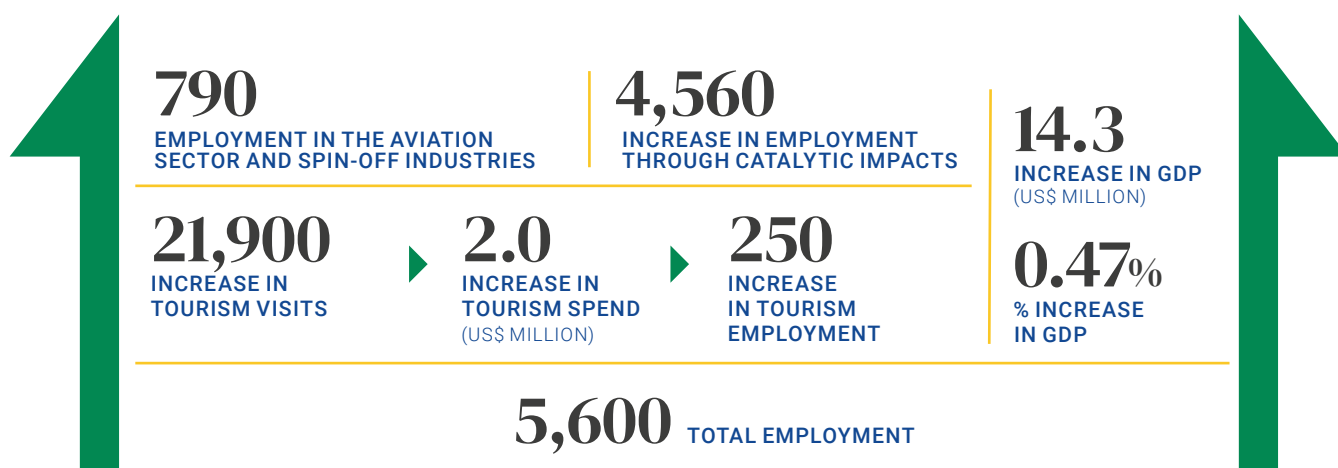 790
EMPLOYMENT IN THE AVIATION
SECTOR AND SPIN-OFF INDUSTRIES
4,560
INCREASE IN EMPLOYMENT
THROUGH CATALYTIC IMPACTS
14.3
INCREASE IN GDP
(US$ MILLION)
21,900
INCREASE IN
TOURISM VISITS
2.0
INCREASE IN
TOURISM SPEND
(US$ MILLION)
250
INCREASE
IN TOURISM
EMPLOYMENT
0.47%
% INCREASE
IN GDP
5,600 TOTAL EMPLOYMENT